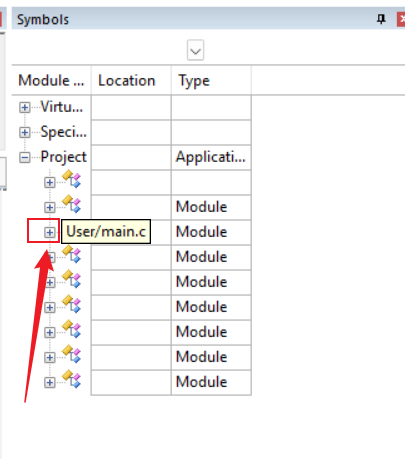 Symbols
Module ... Location Type
Virtu...
Speci...
Project Applicati...
Module
User/main.c Module
Module
Module
Module
Module
Module
Module